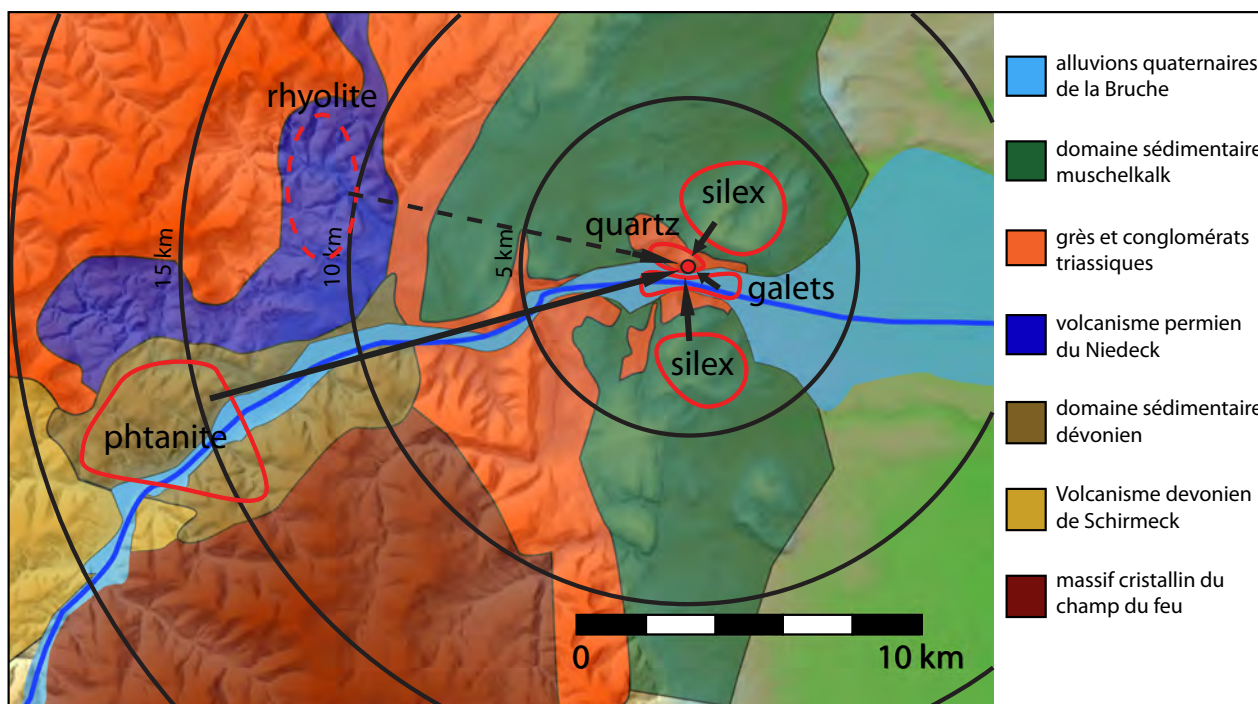 rhyolite
silex
quartz
15 km
10 km
5 km
galets
silex
phtanite
0
10 km
alluvions quaternaires
de la Bruche
domaine sédimentaire
muschelkalk
grès et conglomérats
triassiques
volcanisme permien
du Niedeck
domaine sédimentaire
dévonien
Volcanisme devonien
de Schirmeck
massif cristallin du
champ du feu